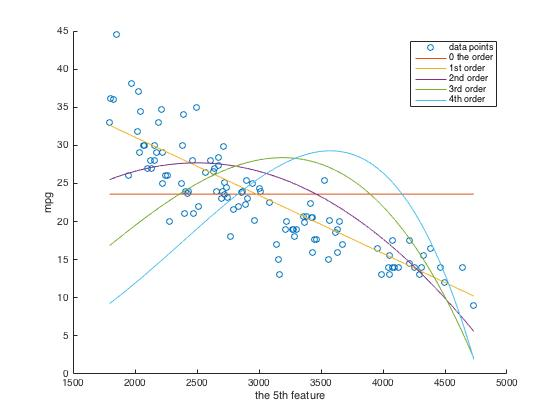 45
40
35
30
25
20
15
10
5
0
mpg
1500 2000 2500 3000 3500 4000 4500 5000
the 5th feature
data points
0 the order
1st order
2nd order
3rd order
4th order